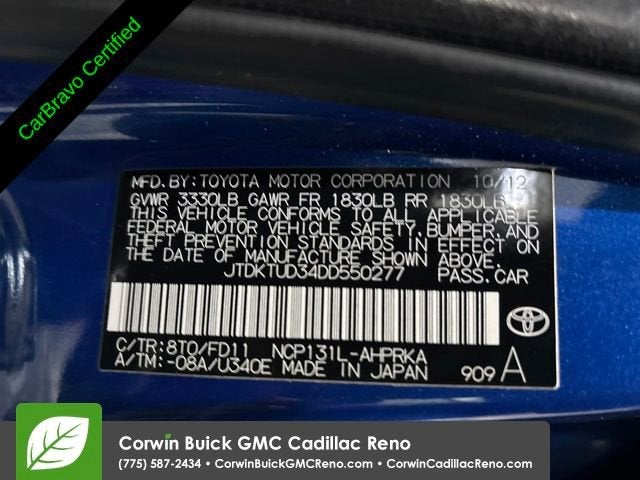 CarBravo Certified
MFD. BY: TOYOTA MOTOR CORPORATION 10/12
GVWR 3330LB GAWR FR 1830LB RR 1830LB
THIS VEHICLE CONFORMS TO ALL APPLICABLE
FEDERAL MOTOR VEHICLE SAFETY, BUMPER, AND
THEFT PREVENTION STANDARDS IN EFFECT ON
THE DATE OF MANUFACTURE SHOWN ABOVE.
JTDKTUD34DD550277 PASS.CAR
C/TR:8T0/FD11 NCP131L-AHPRKA
A/TM:-08A/U340E MADE IN JAPAN 909 A
Corwin Buick GMC Cadillac Reno
(775) 587-2434 • CorwinBuickGMCReno.com • CorwinCadillacReno.com